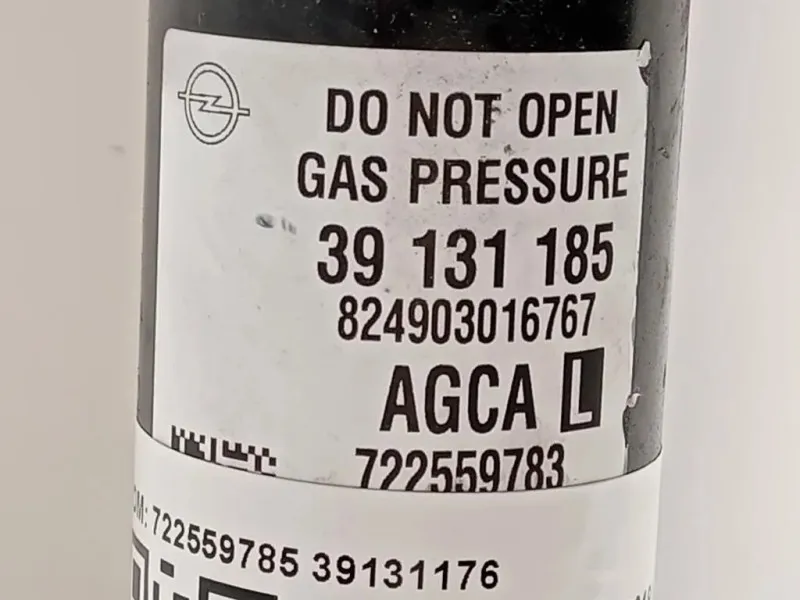 DO NOT OPEN
GAS PRESSURE
39 131 185
824903016767
AGCA L
722559783
M: 722559785 39131176